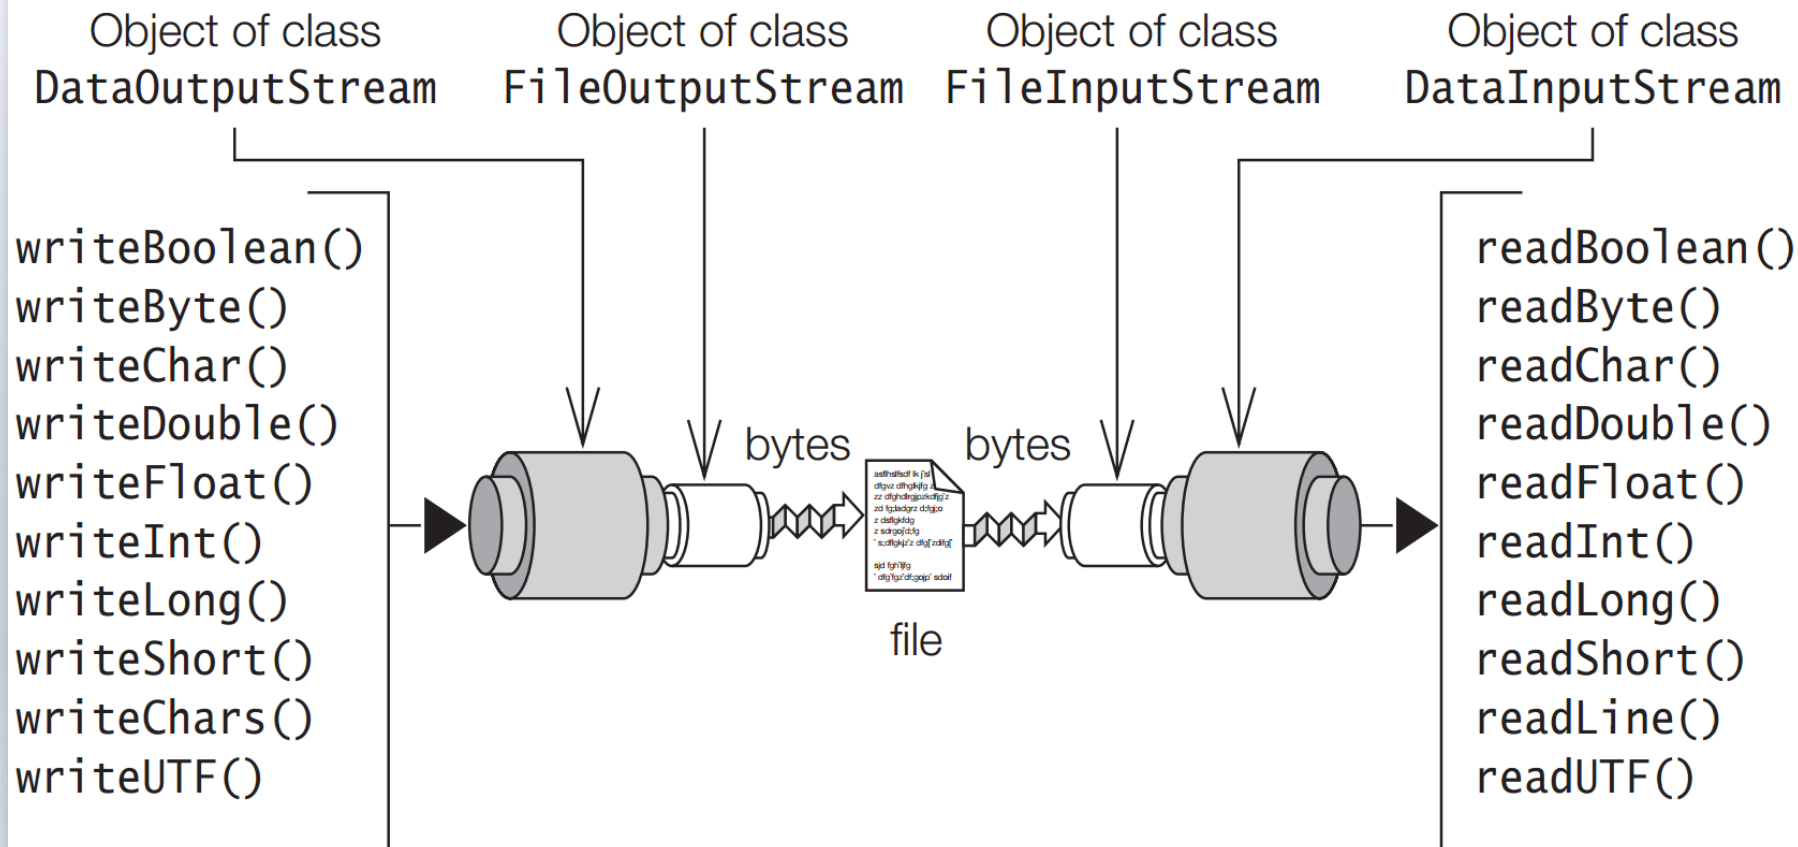 Object of class
DataOutputStream
Object of class
FileOutputStream
Object of class
FileInputStream
Object of class
DataInputStream
writeBoolean()
writeByte()
writeChar()
writeDouble()
writeFloat()
writeInt()
writeLong()
writeShort()
writeChars()
writeUTF()
bytes
file
bytes
readBoolean()
readByte()
readChar()
readDouble()
readFloat()
readInt()
readLong()
readShort()
readLine()
readUTF()